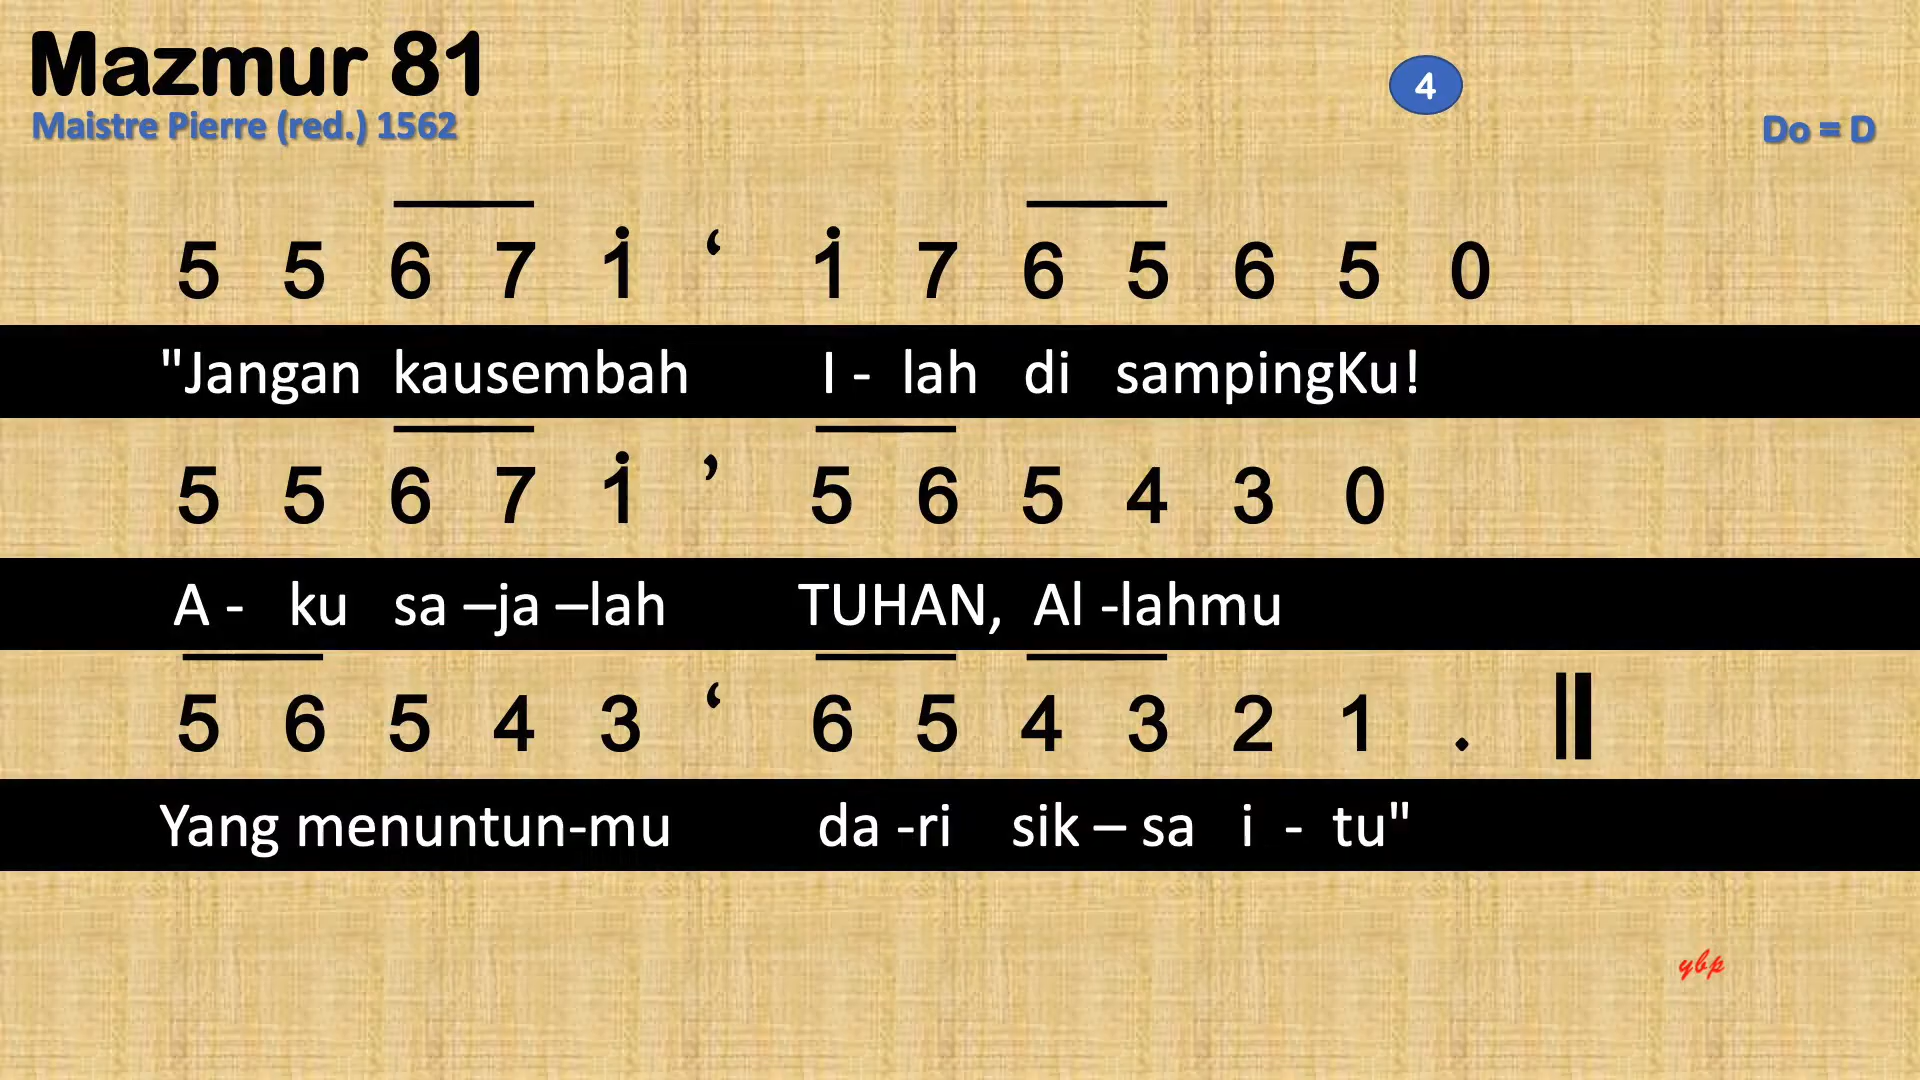 Mazmur 81
Maistre Pierre (red.) 1562
4
Do = D
5 5 6 7 1̇ ‘ 1̇ 7 6 5 6 5 0
"Jangan kausembah I - lah di sampingKu!
5 5 6 7 1̇ ’ 5 6 5 4 3 0
A - ku sa –ja –lah TUHAN, Al -lahmu
5 6 5 4 3 ‘ 6 5 4 3 2 1 . ||
Yang menuntun-mu da -ri sik – sa i - tu"
ybp